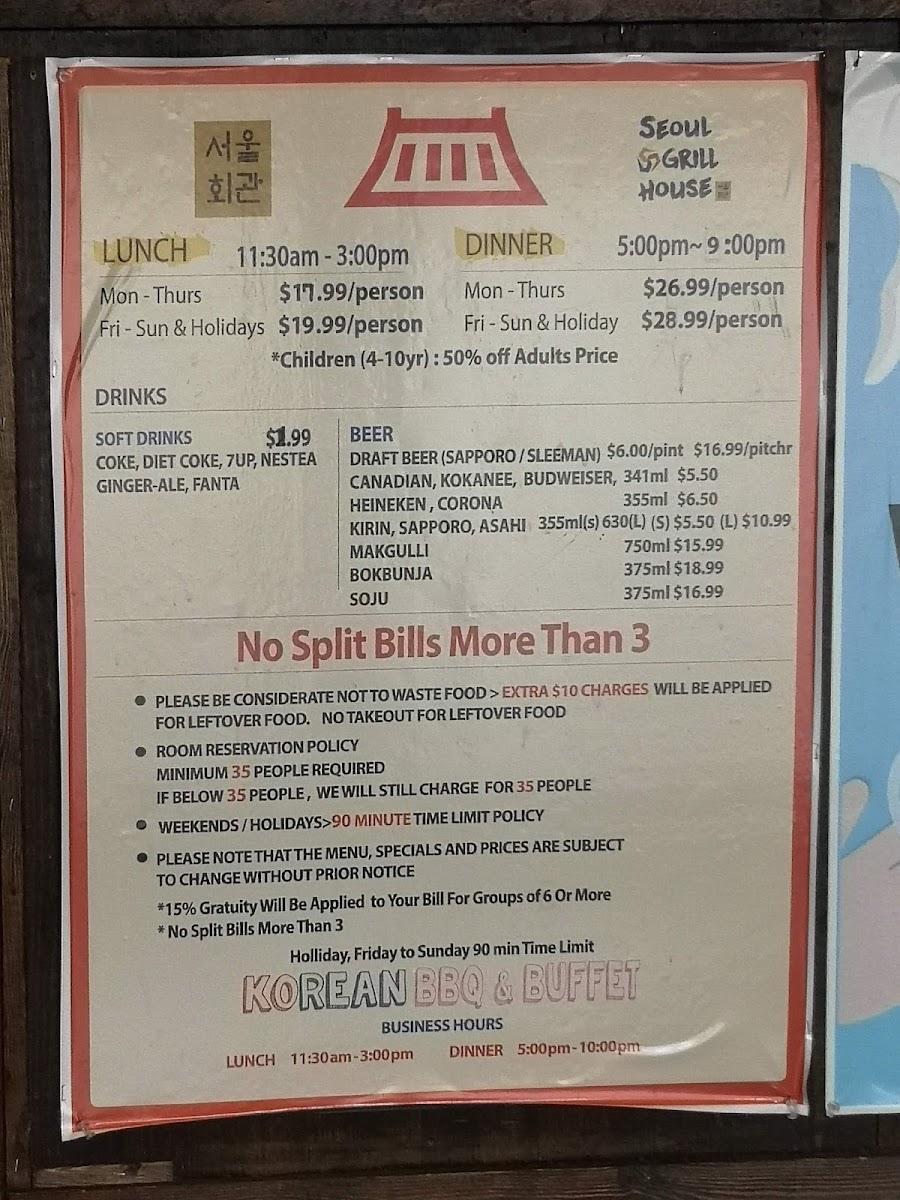 서울
회관
SEOUL
GRILL
HOUSE
LUNCH 11:30am - 3:00pm
Mon - Thurs $17.99/person
Fri - Sun & Holidays $19.99/person
DINNER 5:00pm~ 9 :00pm
Mon - Thurs $26.99/person
Fri - Sun & Holiday $28.99/person
*Children (4-10yr) : 50% off Adults Price
DRINKS
SOFT DRINKS $1.99
COKE, DIET COKE, 7UP, NESTEA
GINGER-ALE, FANTA
BEER
DRAFT BEER (SAPPORO / SLEEMAN) $6.00/pint $16.99/pitchr
CANADIAN, KOKANEE, BUDWEISER, 341ml $5.50
HEINEKEN , CORONA 355ml $6.50
KIRIN, SAPPORO, ASAHI 355ml(s) 630(L) (S) $5.50 (L) $10.99
MAKGULLI 750ml $15.99
BOKBUNJA 375ml $18.99
SOJU 375ml $16.99
No Split Bills More Than 3
● PLEASE BE CONSIDERATE NOT TO WASTE FOOD > EXTRA $10 CHARGES WILL BE APPLIED
FOR LEFTOVER FOOD. NO TAKEOUT FOR LEFTOVER FOOD
● ROOM RESERVATION POLICY
MINIMUM 35 PEOPLE REQUIRED
IF BELOW 35 PEOPLE , WE WILL STILL CHARGE FOR 35 PEOPLE
● WEEKENDS / HOLIDAYS>90 MINUTE TIME LIMIT POLICY
● PLEASE NOTE THAT THE MENU, SPECIALS AND PRICES ARE SUBJECT
TO CHANGE WITHOUT PRIOR NOTICE
*15% Gratuity Will Be Applied to Your Bill For Groups of 6 Or More
* No Split Bills More Than 3
Holliday, Friday to Sunday 90 min Time Limit
KOREAN BBQ & BUFFET
BUSINESS HOURS
LUNCH 11:30am-3:00pm DINNER 5:00pm-10:00pm